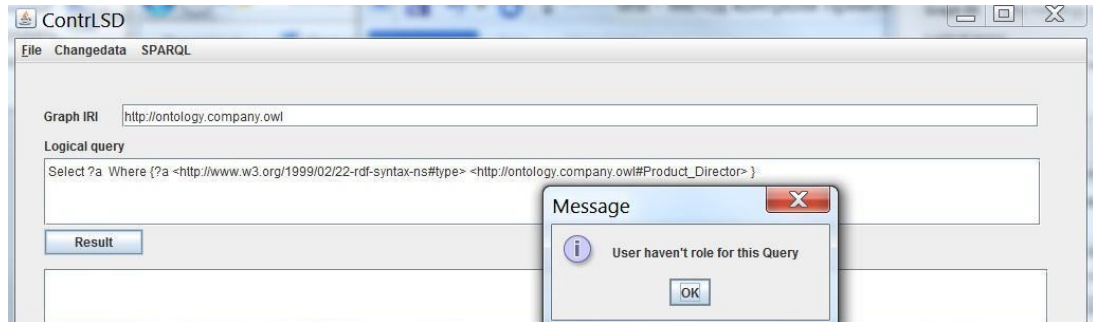 ContrLSD
File Changedata SPARQL
Graph IRI http://ontology.company.owl
Logical query
Select ?a Where {?a <http://www.w3.org/1999/02/22-rdf-syntax-ns#type> <http://ontology.company.owl#Product_Director> }
Message
Result
User haven't role for this Query
OK